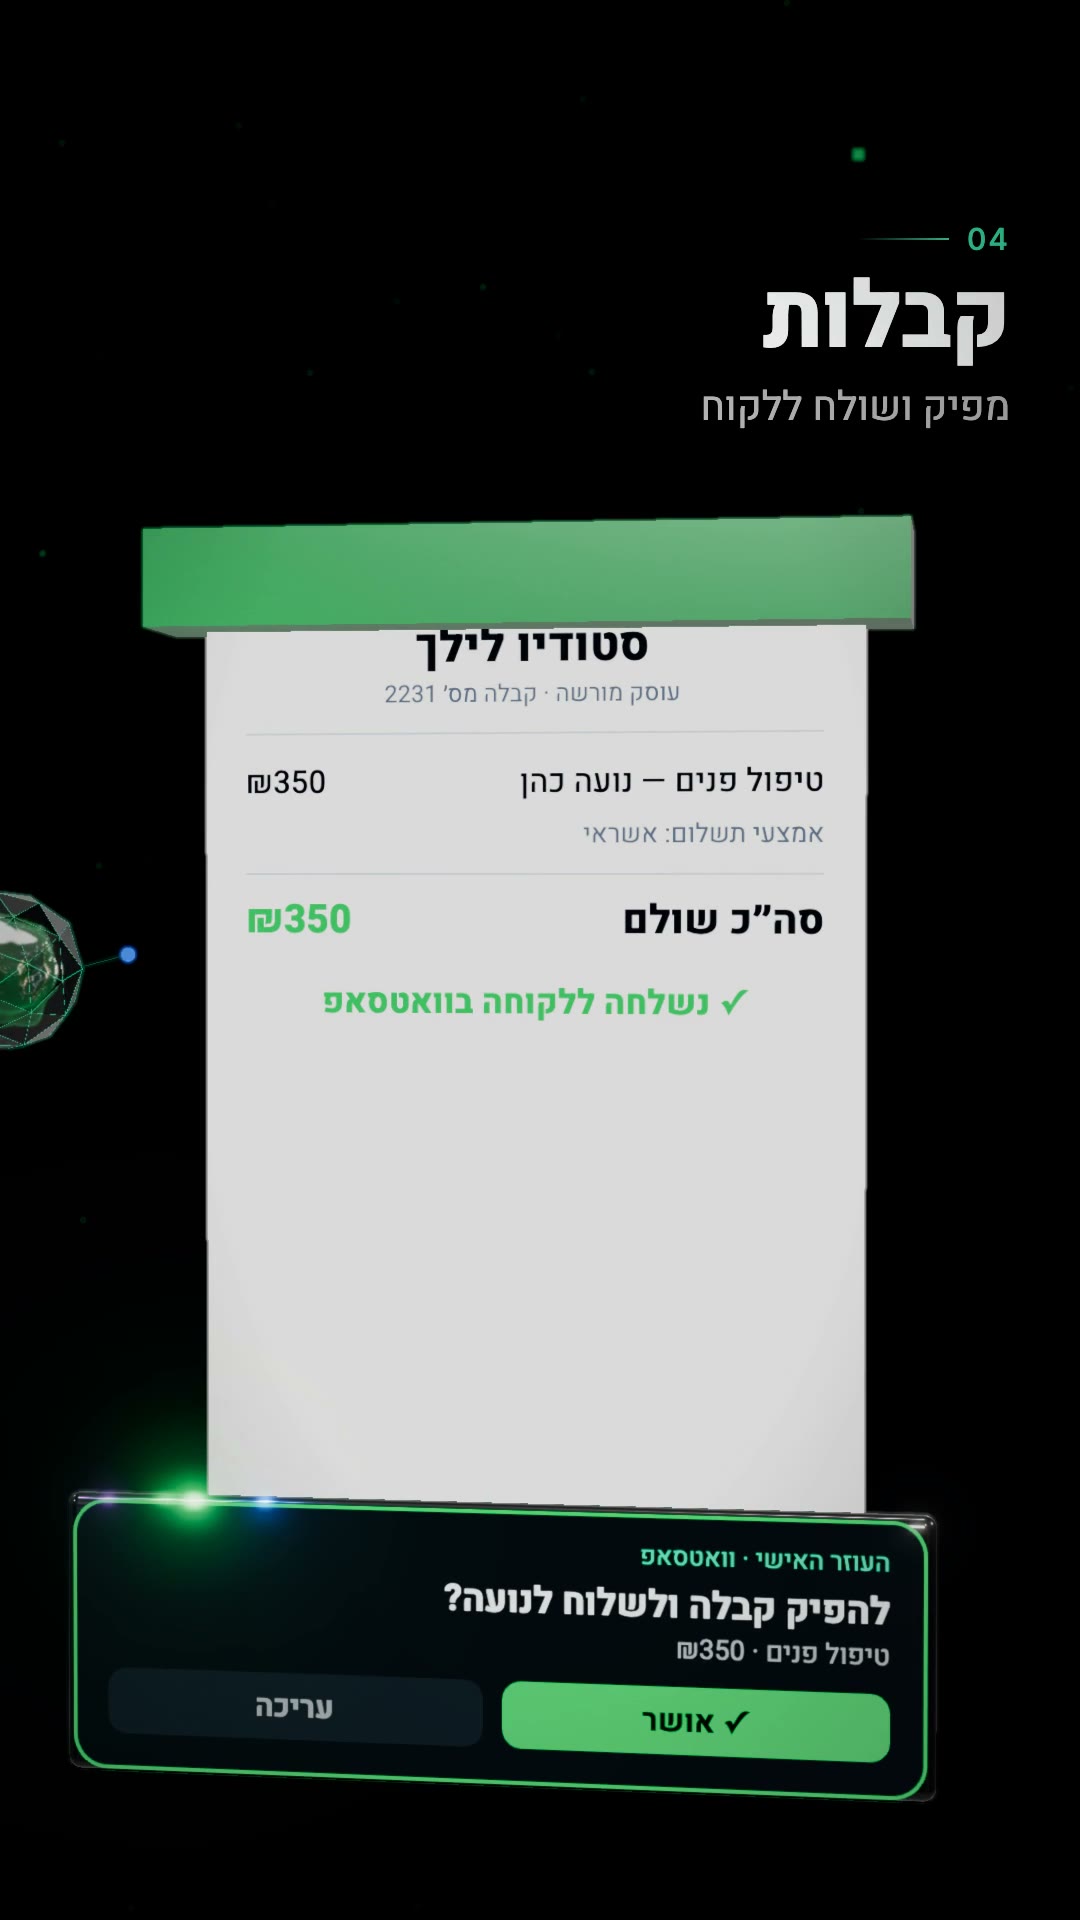 04
קבלות
מפיק ושולח ללקוח
סטודיו לילך
עוסק מורשה · קבלה מס׳ 2231
טיפול פנים – נועה כהן ₪350
אמצעי תשלום: אשראי
סה״כ שולם ₪350
✓ נשלחה ללקוחה בוואטסאפ
העוזר האישי · וואטסאפ
להפיק קבלה ולשלוח לנועה?
טיפול פנים · ₪350
✓ אושר
עריכה